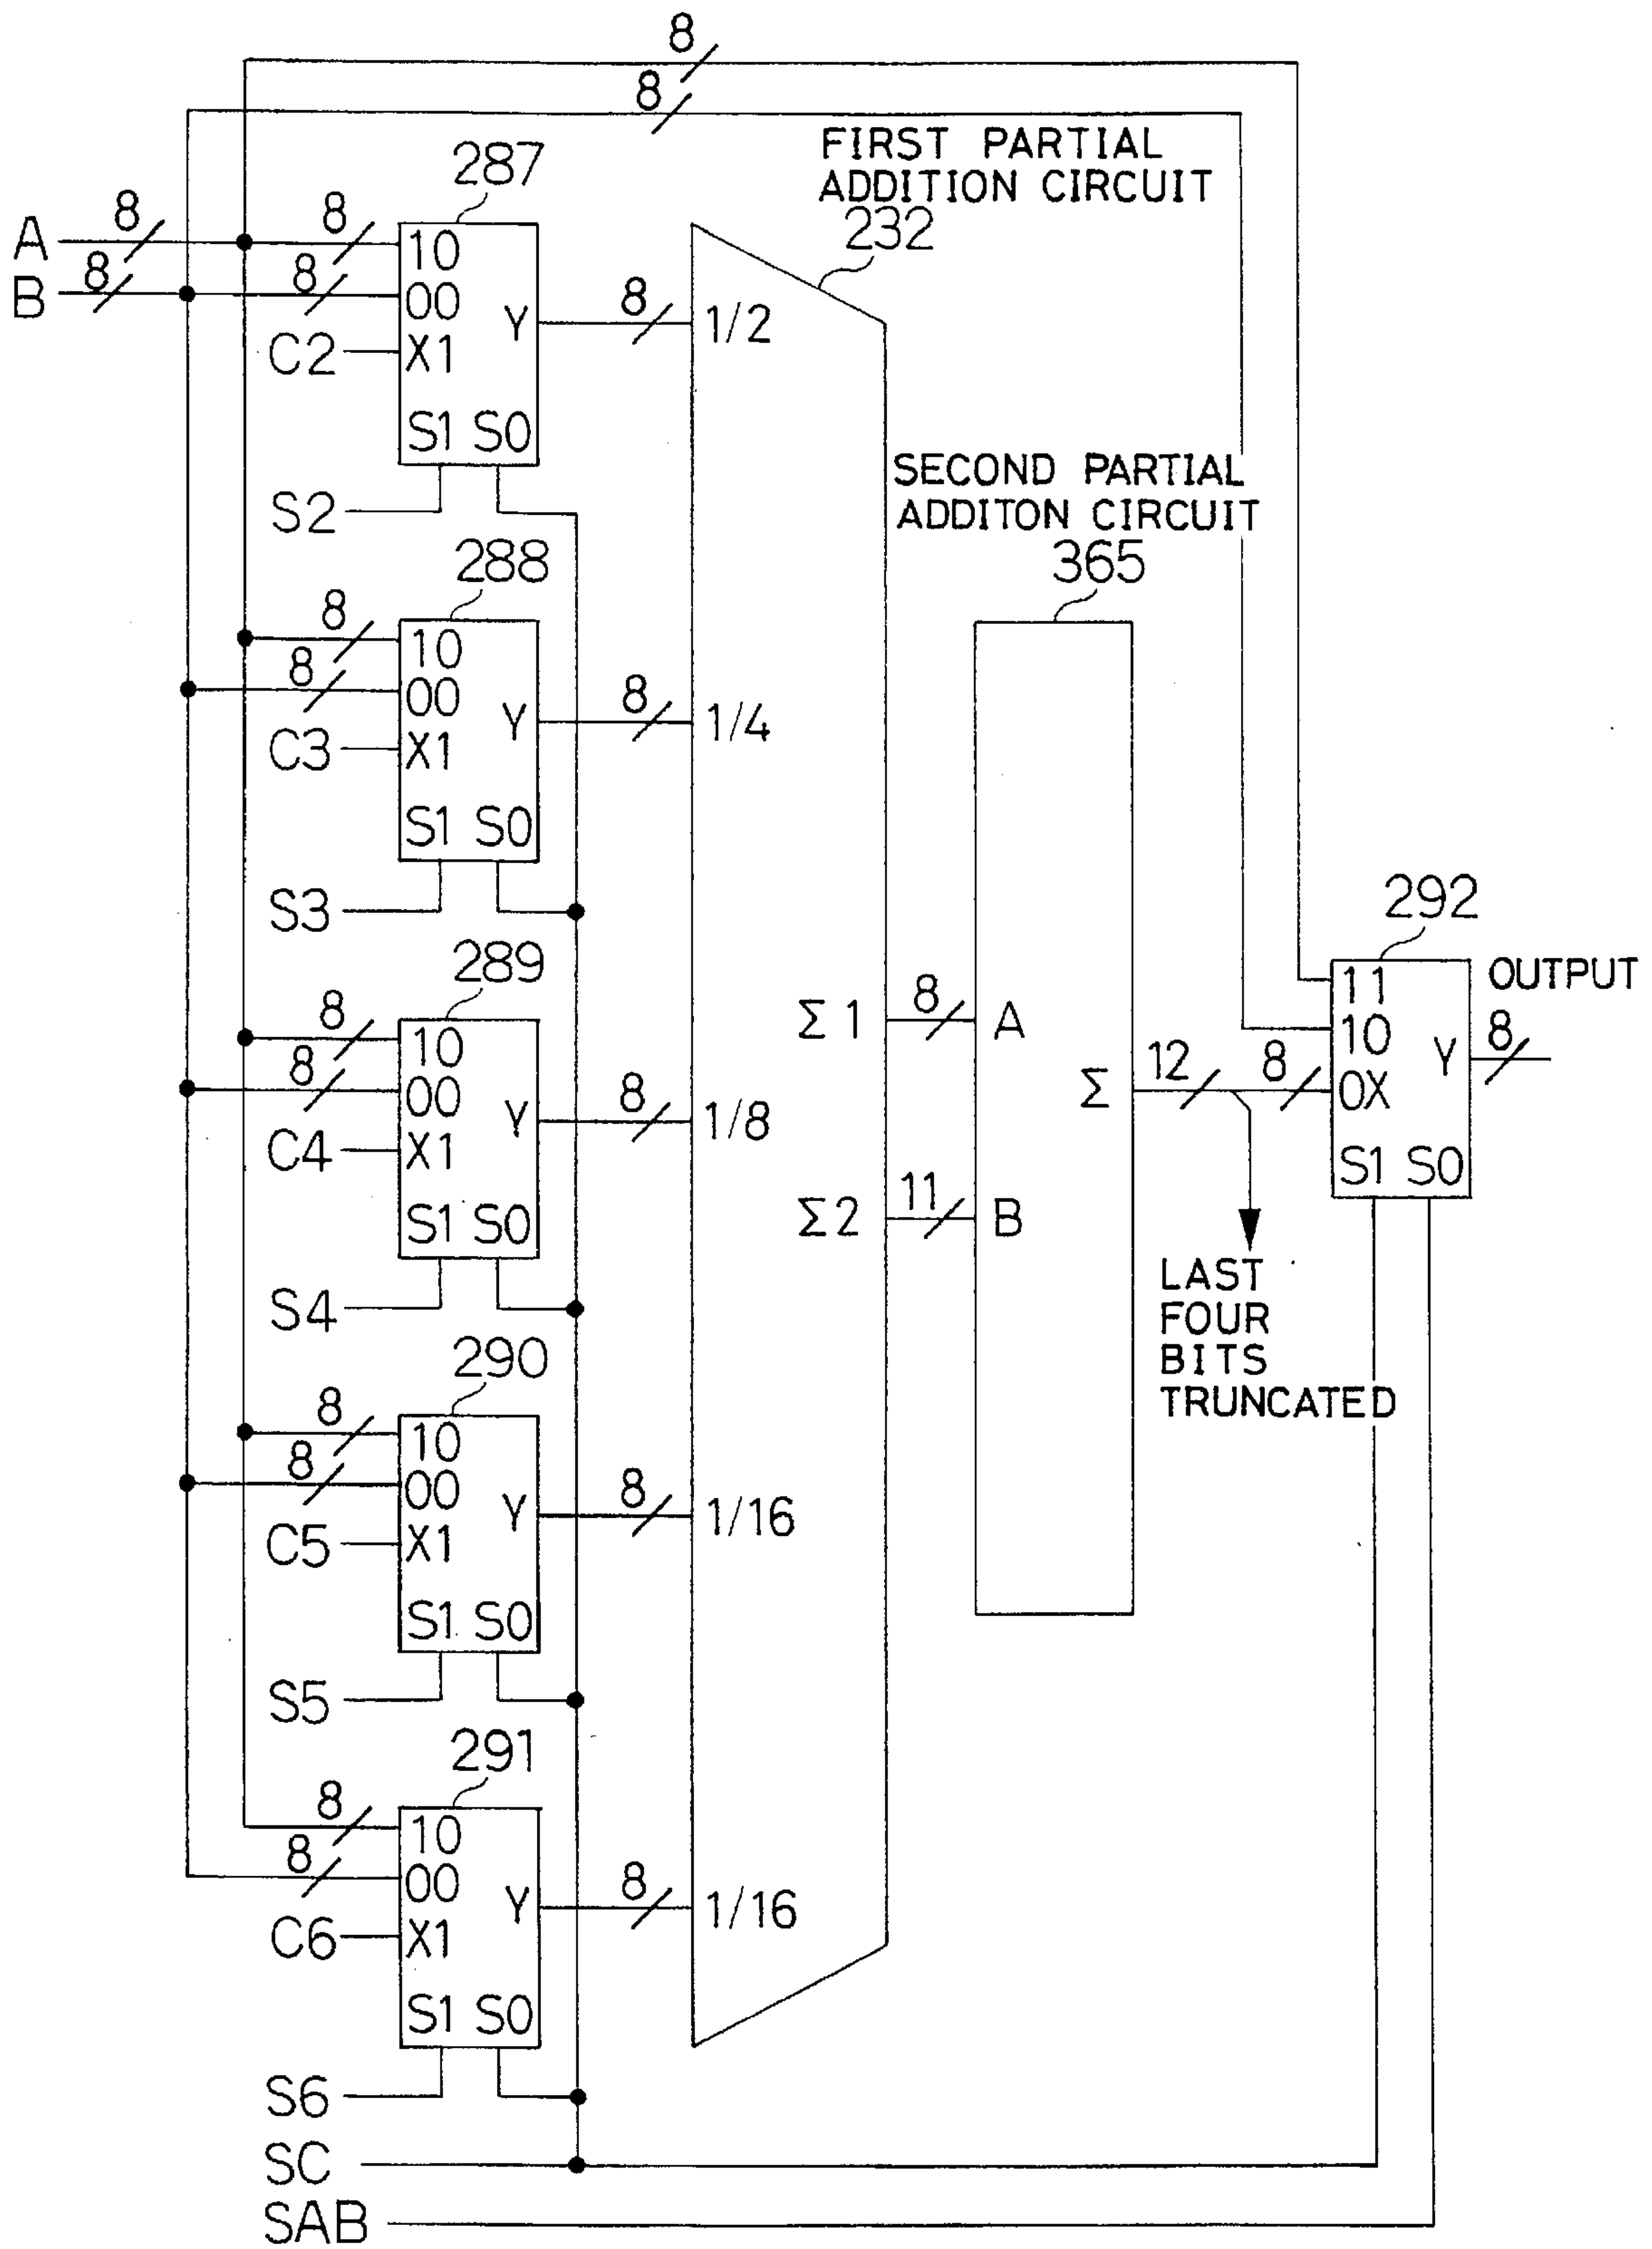 8
8
FIRST PARTIAL
ADDITION CIRCUIT
232
287
A 8 8 10
B 8 8 00
C2 X1 Y 8 1/2
S1 S0
S2
SECOND PARTIAL
ADDITON CIRCUIT
365
288
8 10
8 00
C3 X1 Y 8 1/4
S1 S0
S3
292
289
8 10
8 00
C4 X1 Y 8 1/8
S1 S0
S4
Σ1 8 A
Σ2 11 B
Σ 12 8
11
10
0X
Y 8
OUTPUT
S1 S0
LAST
FOUR
BITS
TRUNCATED
290
8 10
8 00
C5 X1 Y 8 1/16
S1 S0
S5
291
8 10
8 00
C6 X1 Y 8 1/16
S1 S0
S6
SC
SAB